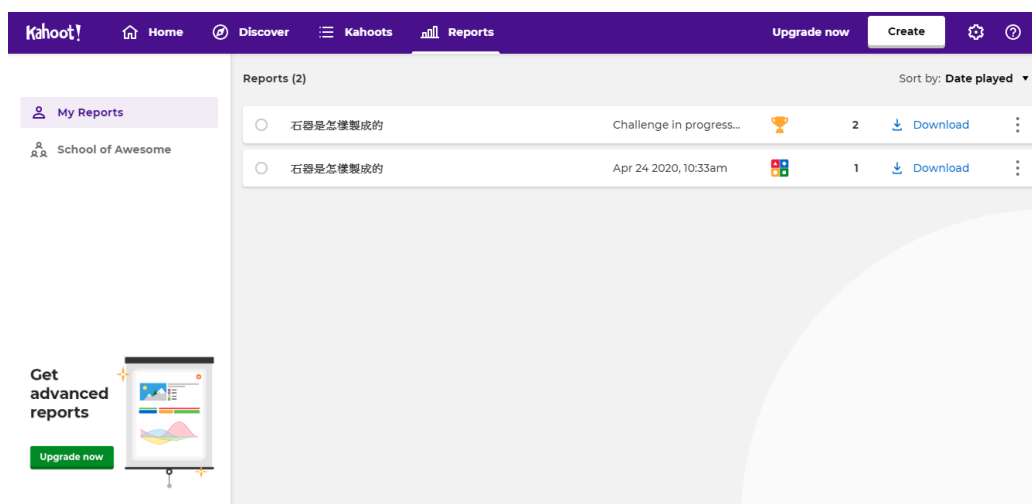 Kahoot! Home Discover Kahoots Reports Upgrade now Create
Reports (2) Sort by: Date played
My Reports
School of Awesome
石器是怎樣製成的 Challenge in progress... 2 Download
石器是怎樣製成的 Apr 24 2020, 10:33am 1 Download
Get
advanced
reports
Upgrade now